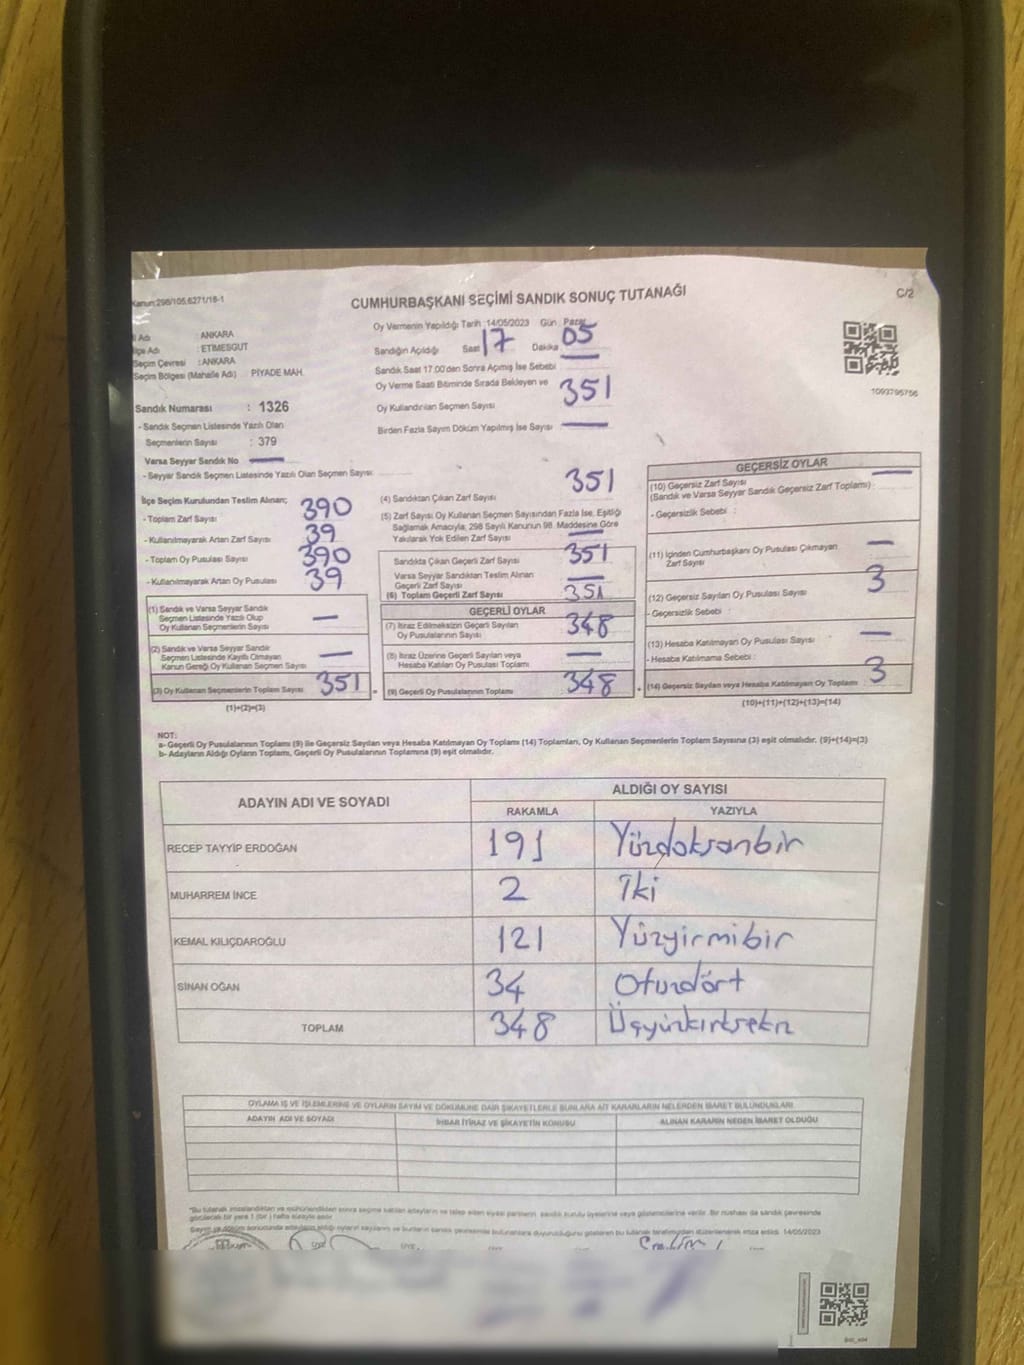 Kanun:298/105,6271/18-1
CUMHURBAŞKANI SEÇİMİ SANDIK SONUÇ TUTANAĞI
C/2
İl Adı ANKARA
İlçe Adı : ETİMESGUT
Seçim Çevresi : ANKARA
Seçim Bölgesi (Mahalle Adı) : PİYADE MAH.
Oy Vermenin Yapıldığı Tarih :14/05/2023 Gün : Pazar
Sandığın Açıldığı Saat 17 Dakika 05
Sandık Saat 17.00'den Sonra Açımış İse Sebebi —
Oy Verme Saati Bitiminde Sırada Bekleyen ve
Oy Kullandırılan Seçmen Sayısı 351
Birden Fazla Sayım Döküm Yapılmış İse Sayısı —
1093795756
Sandık Numarası : 1326
- Sandık Seçmen Listesinde Yazılı Olan
Seçmenlerin Sayısı : 379
Varsa Seyyar Sandık No —
- Seyyar Sandık Seçmen Listesinde Yazılı Olan Seçmen Sayısı:
İlçe Seçim Kurulundan Teslim Alınan;
- Toplam Zarf Sayısı 390
- Kullanılmayarak Artan Zarf Sayısı 39
- Toplam Oy Pusulası Sayısı 390
- Kullanılmayarak Artan Oy Pusulası 39
(1) Sandık ve Varsa Seyyar Sandık
Seçmen Listesinde Yazılı Olup
Oy Kullanan Seçmenlerin Sayısı —
(2) Sandık ve Varsa Seyyar Sandık
Seçmen Listesinde Kayıtlı Olmayan
Kanun Gereği Oy Kullanan Seçmen Sayısı —
(3) Oy Kullanan Seçmenlerin Toplam Sayısı 351
(1)+(2)=(3)
(4) Sandıktan Çıkan Zarf Sayısı 351
(5) Zarf Sayısı Oy Kullanan Seçmen Sayısından Fazla İse, Eşitliği
Sağlamak Amacıyla, 298 Sayılı Kanunun 98. Maddesine Göre
Yakılarak Yok Edilen Zarf Sayısı —
Sandıkta Çıkan Geçerli Zarf Sayısı 351
Varsa Seyyar Sandıktan Teslim Alınan
Geçerli Zarf Sayısı —
(6) Toplam Geçerli Zarf Sayısı 351
GEÇERLİ OYLAR
(7) İtiraz Edilmeksizin Geçerli Sayılan
Oy Pusulalarının Sayısı 348
(8) İtiraz Üzerine Geçerli Sayılan veya
Hesaba Katılan Oy Pusulası Toplamı —
(9) Geçerli Oy Pusulalarının Toplamı 348
GEÇERSİZ OYLAR
(10) Geçersiz Zarf Sayısı —
(Sandık ve Varsa Seyyar Sandık Geçersiz Zarf Toplamı) :
- Geçersizlik Sebebi :
(11) İçinden Cumhurbaşkanı Oy Pusulası Çıkmayan
Zarf Sayısı —
(12) Geçersiz Sayılan Oy Pusulası Sayısı 3
- Geçersizlik Sebebi :
(13) Hesaba Katılmayan Oy Pusulası Sayısı —
- Hesaba Katılmama Sebebi :
(14) Geçersiz Sayılan veya Hesaba Katılmayan Oy Toplamı : 3
(10)+(11)+(12)+(13)=(14)
NOT:
a- Geçerli Oy Pusulalarının Toplamı (9) ile Geçersiz Sayılan veya Hesaba Katılmayan Oy Toplamı (14) Toplamları, Oy Kullanan Seçmenlerin Toplam Sayısına (3) eşit olmalıdır. (9)+(14)=(3)
b- Adayların Aldığı Oyların Toplamı, Geçerli Oy Pusulalarının Toplamına (9) eşit olmalıdır.
ADAYIN ADI VE SOYADI ALDIĞI OY SAYISI
RAKAMLA YAZIYLA
RECEP TAYYİP ERDOĞAN 191 Yüzdoksanbir
MUHARREM İNCE 2 İki
KEMAL KILIÇDAROĞLU 121 Yüzyirmibir
SİNAN OĞAN 34 Otuzdört
TOPLAM 348 Üçyüzkırksekiz
OYLAMA İŞ VE İŞLEMLERİNE VE OYLARIN SAYIM VE DÖKÜMÜNE DAİR ŞİKAYETLERLE BUNLARA AİT KARARLARIN NELERDEN İBARET BULUNDUKLARI
ADAYIN ADI VE SOYADI İHBAR İTİRAZ VE ŞİKAYETİN KONUSU ALINAN KARARIN NEDEN İBARET OLDUĞU